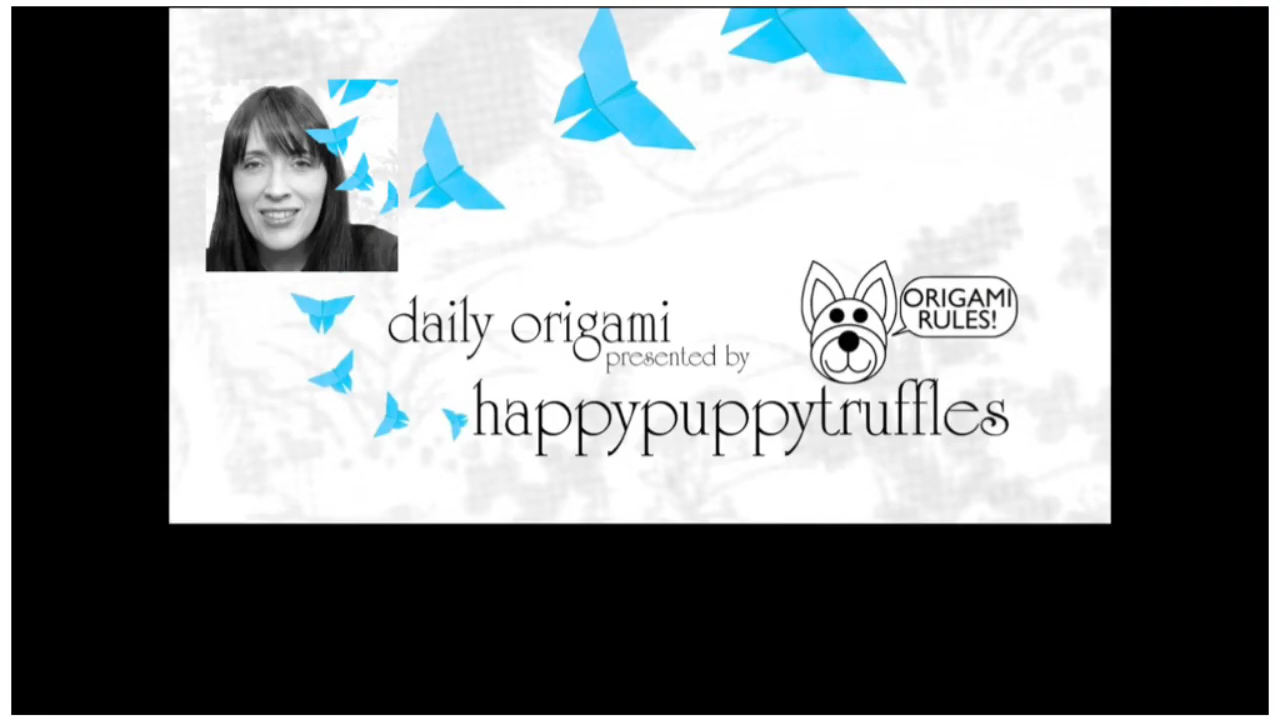 daily origami
presented by
happypuppytruffles
ORIGAMI
RULES!